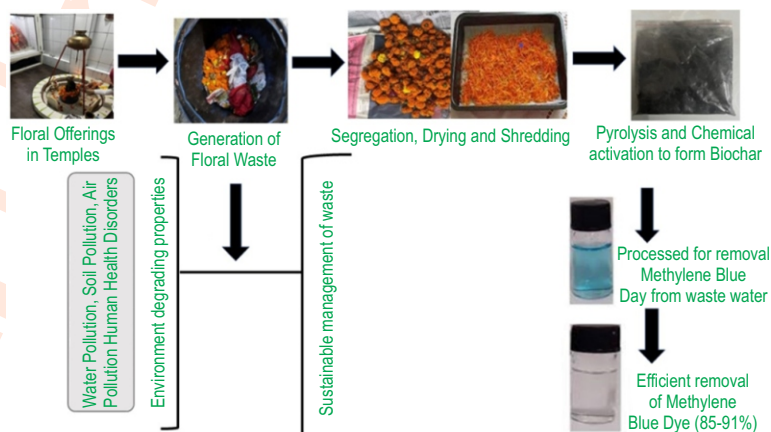 Floral Offerings
in Temples
Generation of
Floral Waste
Segregation, Drying and Shredding
Pyrolysis and Chemical
activation to form Biochar
Water Pollution, Soil Pollution, Air
Pollution Human Health Disorders
Environment degrading properties
Sustainable management of waste
Processed for removal
Methylene Blue
Day from waste water
Efficient removal
of Methylene
Blue Dye (85-91%)